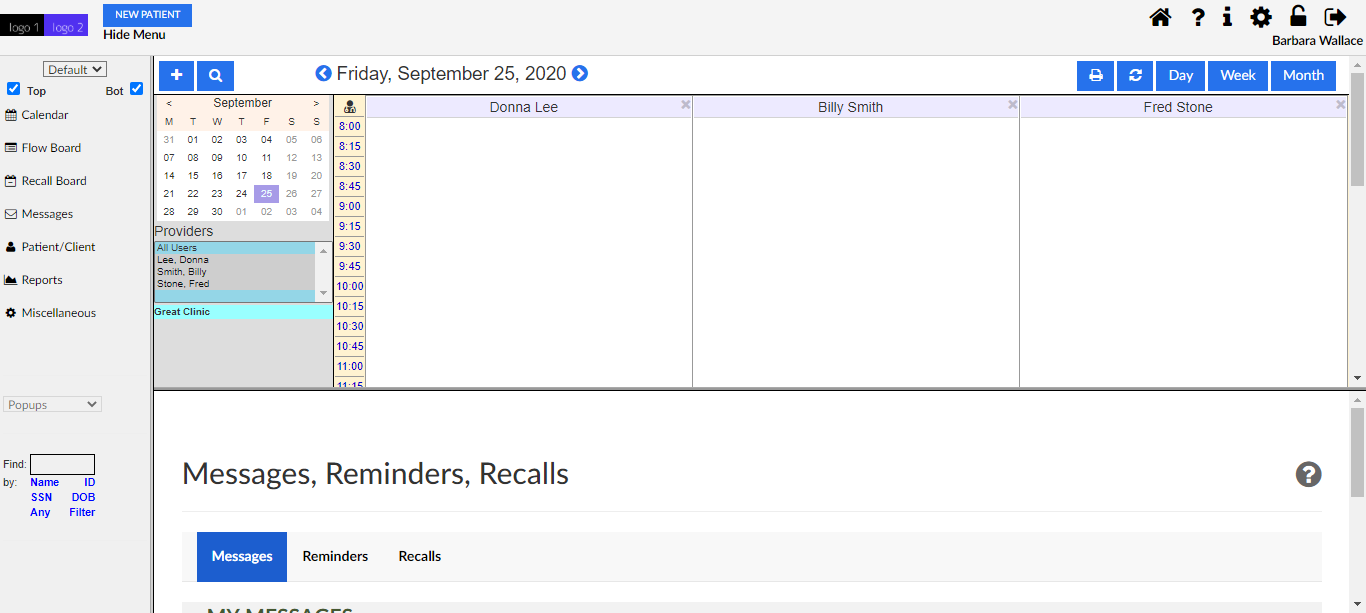 logo 1 logo 2
NEW PATIENT
Hide Menu
Barbara Wallace
Default
Top Bot
Calendar
Flow Board
Recall Board
Messages
Patient/Client
Reports
Miscellaneous
Popups
Find:
by: Name ID
SSN DOB
Any Filter
Friday, September 25, 2020
Day Week Month
< September >
M T W T F S S
31 01 02 03 04 05 06
07 08 09 10 11 12 13
14 15 16 17 18 19 20
21 22 23 24 25 26 27
28 29 30 01 02 03 04
Providers
All Users
Lee, Donna
Smith, Billy
Stone, Fred
Great Clinic
Donna Lee Billy Smith Fred Stone
8:00
8:15
8:30
8:45
9:00
9:15
9:30
9:45
10:00
10:15
10:30
10:45
11:00
11:15
Messages, Reminders, Recalls
Messages Reminders Recalls
MY MESSAGES